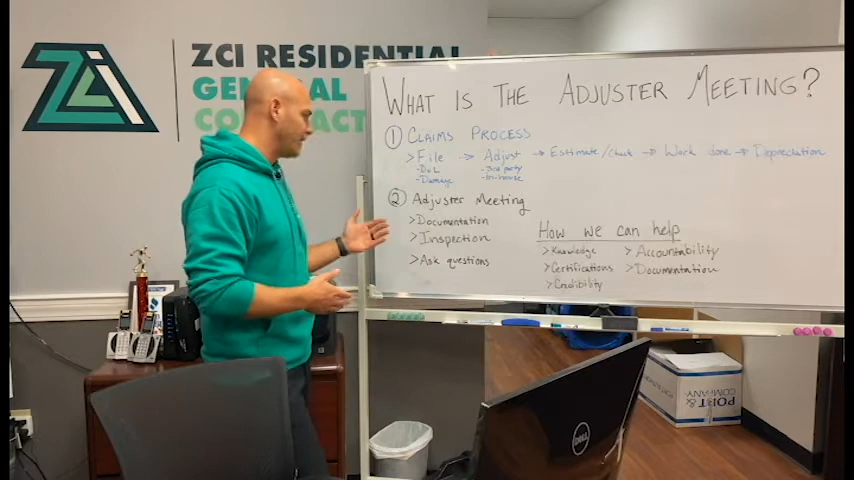 ZCI RESIDENTIAL
GENERAL
CONTRACT
WHAT IS THE ADJUSTER MEETING?
① CLAIMS PROCESS
> File -> Adjust -> Estimate/Check -> Work done -> Depreciation
- DOL - 3rd party
- Damage - In-house
② Adjuster Meeting
> Documentation
> Inspection
> Ask questions
How we can help
> Knowledge > Accountability
> Certifications > Documentation
> Credibility
DELL
PORT &
COMPANY